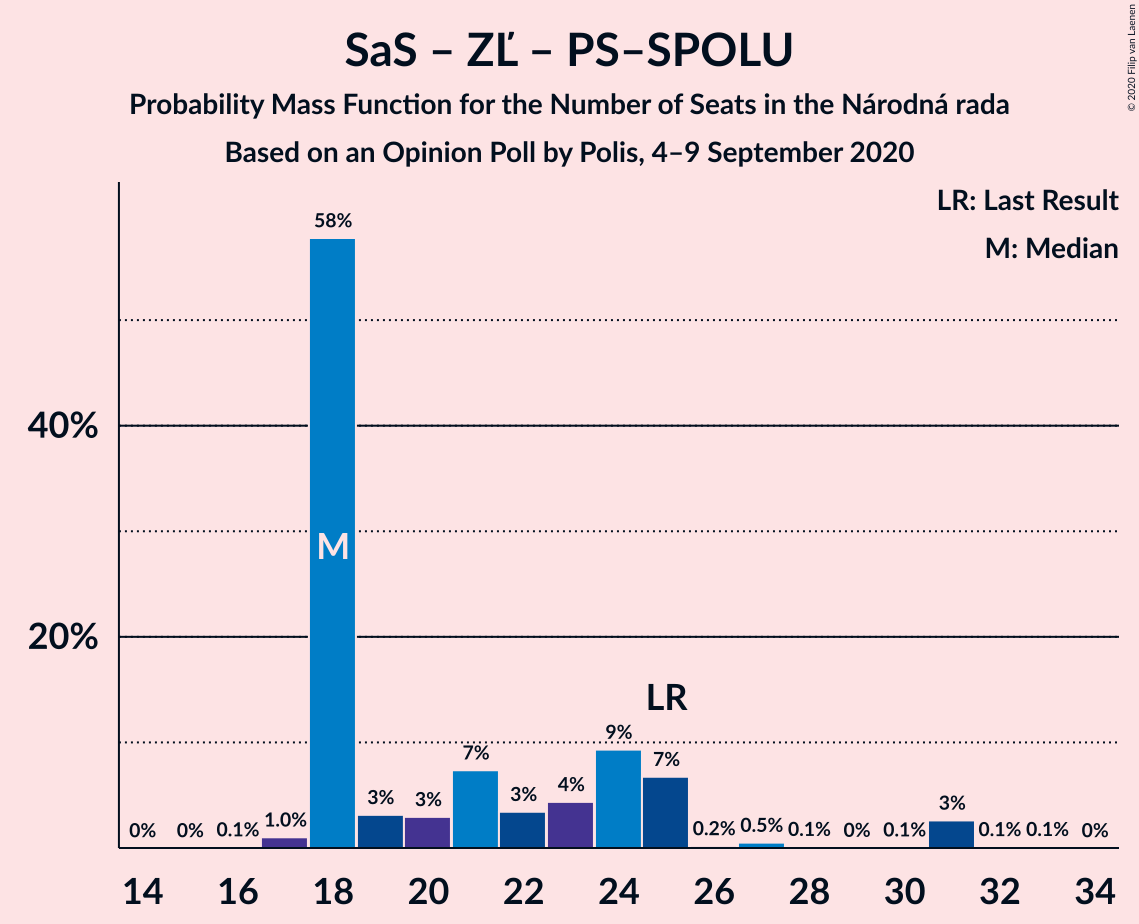 SaS – ZĽ – PS–SPOLU
Probability Mass Function for the Number of Seats in the Národná rada
Based on an Opinion Poll by Polis, 4–9 September 2020
© 2020 Filip van Laenen
LR: Last Result
M: Median
40%
20%
0%
0%
0.1%
1.0%
58%
M
3%
3%
7%
3%
4%
9%
LR
7%
0.2%
0.5%
0.1%
0%
0.1%
3%
0.1%
0.1%
0%
14 16 18 20 22 24 26 28 30 32 34